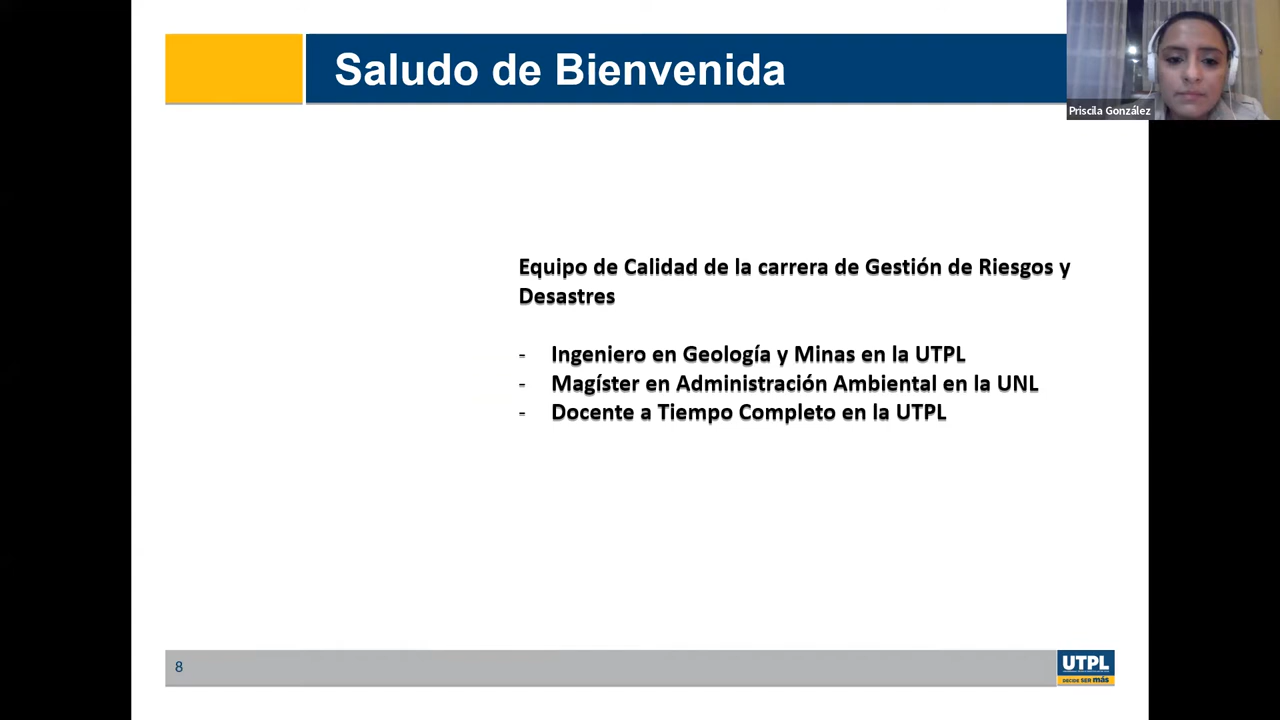 Saludo de Bienvenida
Priscila González
Equipo de Calidad de la carrera de Gestión de Riesgos y
Desastres
- Ingeniero en Geología y Minas en la UTPL
- Magíster en Administración Ambiental en la UNL
- Docente a Tiempo Completo en la UTPL
8
UTPL
DECIDE SER más